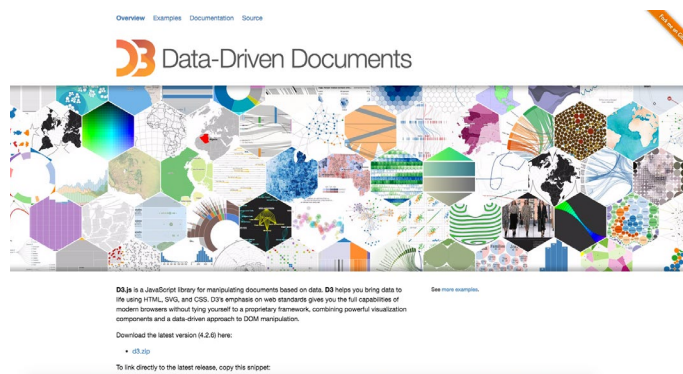 Overview Examples Documentation Source
Fork me on
D3 Data-Driven Documents
D3.js is a JavaScript library for manipulating documents based on data. D3 helps you bring data to
life using HTML, SVG, and CSS. D3's emphasis on web standards gives you the full capabilities of
modern browsers without tying yourself to a proprietary framework, combining powerful visualization
components and a data-driven approach to DOM manipulation.
See more examples.
Download the latest version (4.2.6) here:
• d3.zip
To link directly to the latest release, copy this snippet: